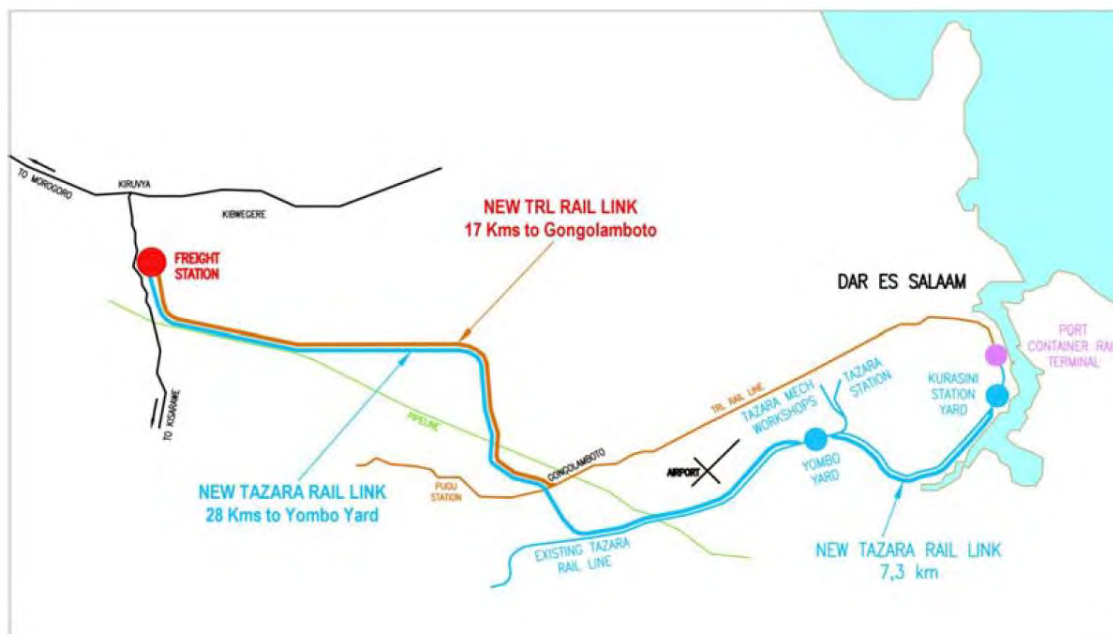 TO MOROGORO
KIRUVYA
KIBWEGERE
NEW TRL RAIL LINK
17 Kms to Gongolamboto
FREIGHT
STATION
DAR ES SALAAM
PORT
CONTAINER RAIL
TERMINAL
KURASINI
STATION
YARD
TAZARA
STATION
TAZARA MECH
WORKSHOPS
TRL RAIL LINE
PIPELINE
TO KISARAWE
GONGOLAMBOTO
AIRPORT
YOMBO
YARD
PUGU
STATION
NEW TAZARA RAIL LINK
28 Kms to Yombo Yard
EXISTING TAZARA
RAIL LINE
NEW TAZARA RAIL LINK
7,3 km